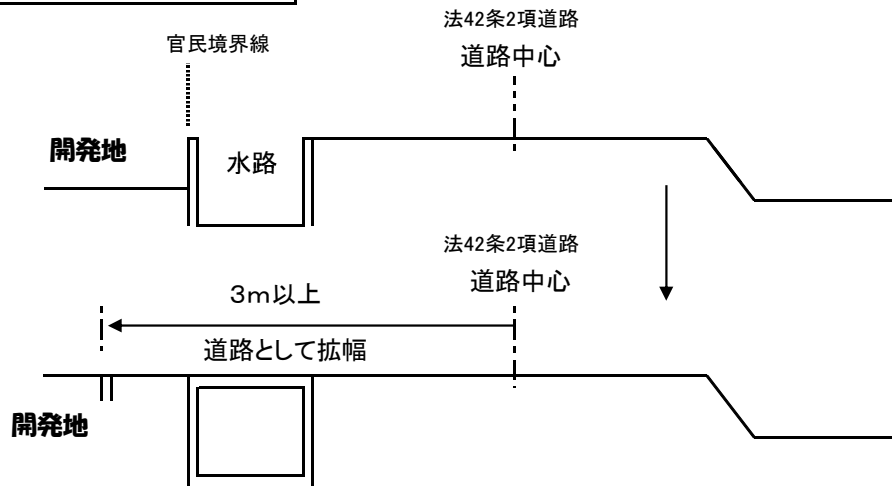 法42条2項道路
官民境界線
道路中心
開発地
水路
法42条2項道路
道路中心
3m以上
道路として拡幅
開発地